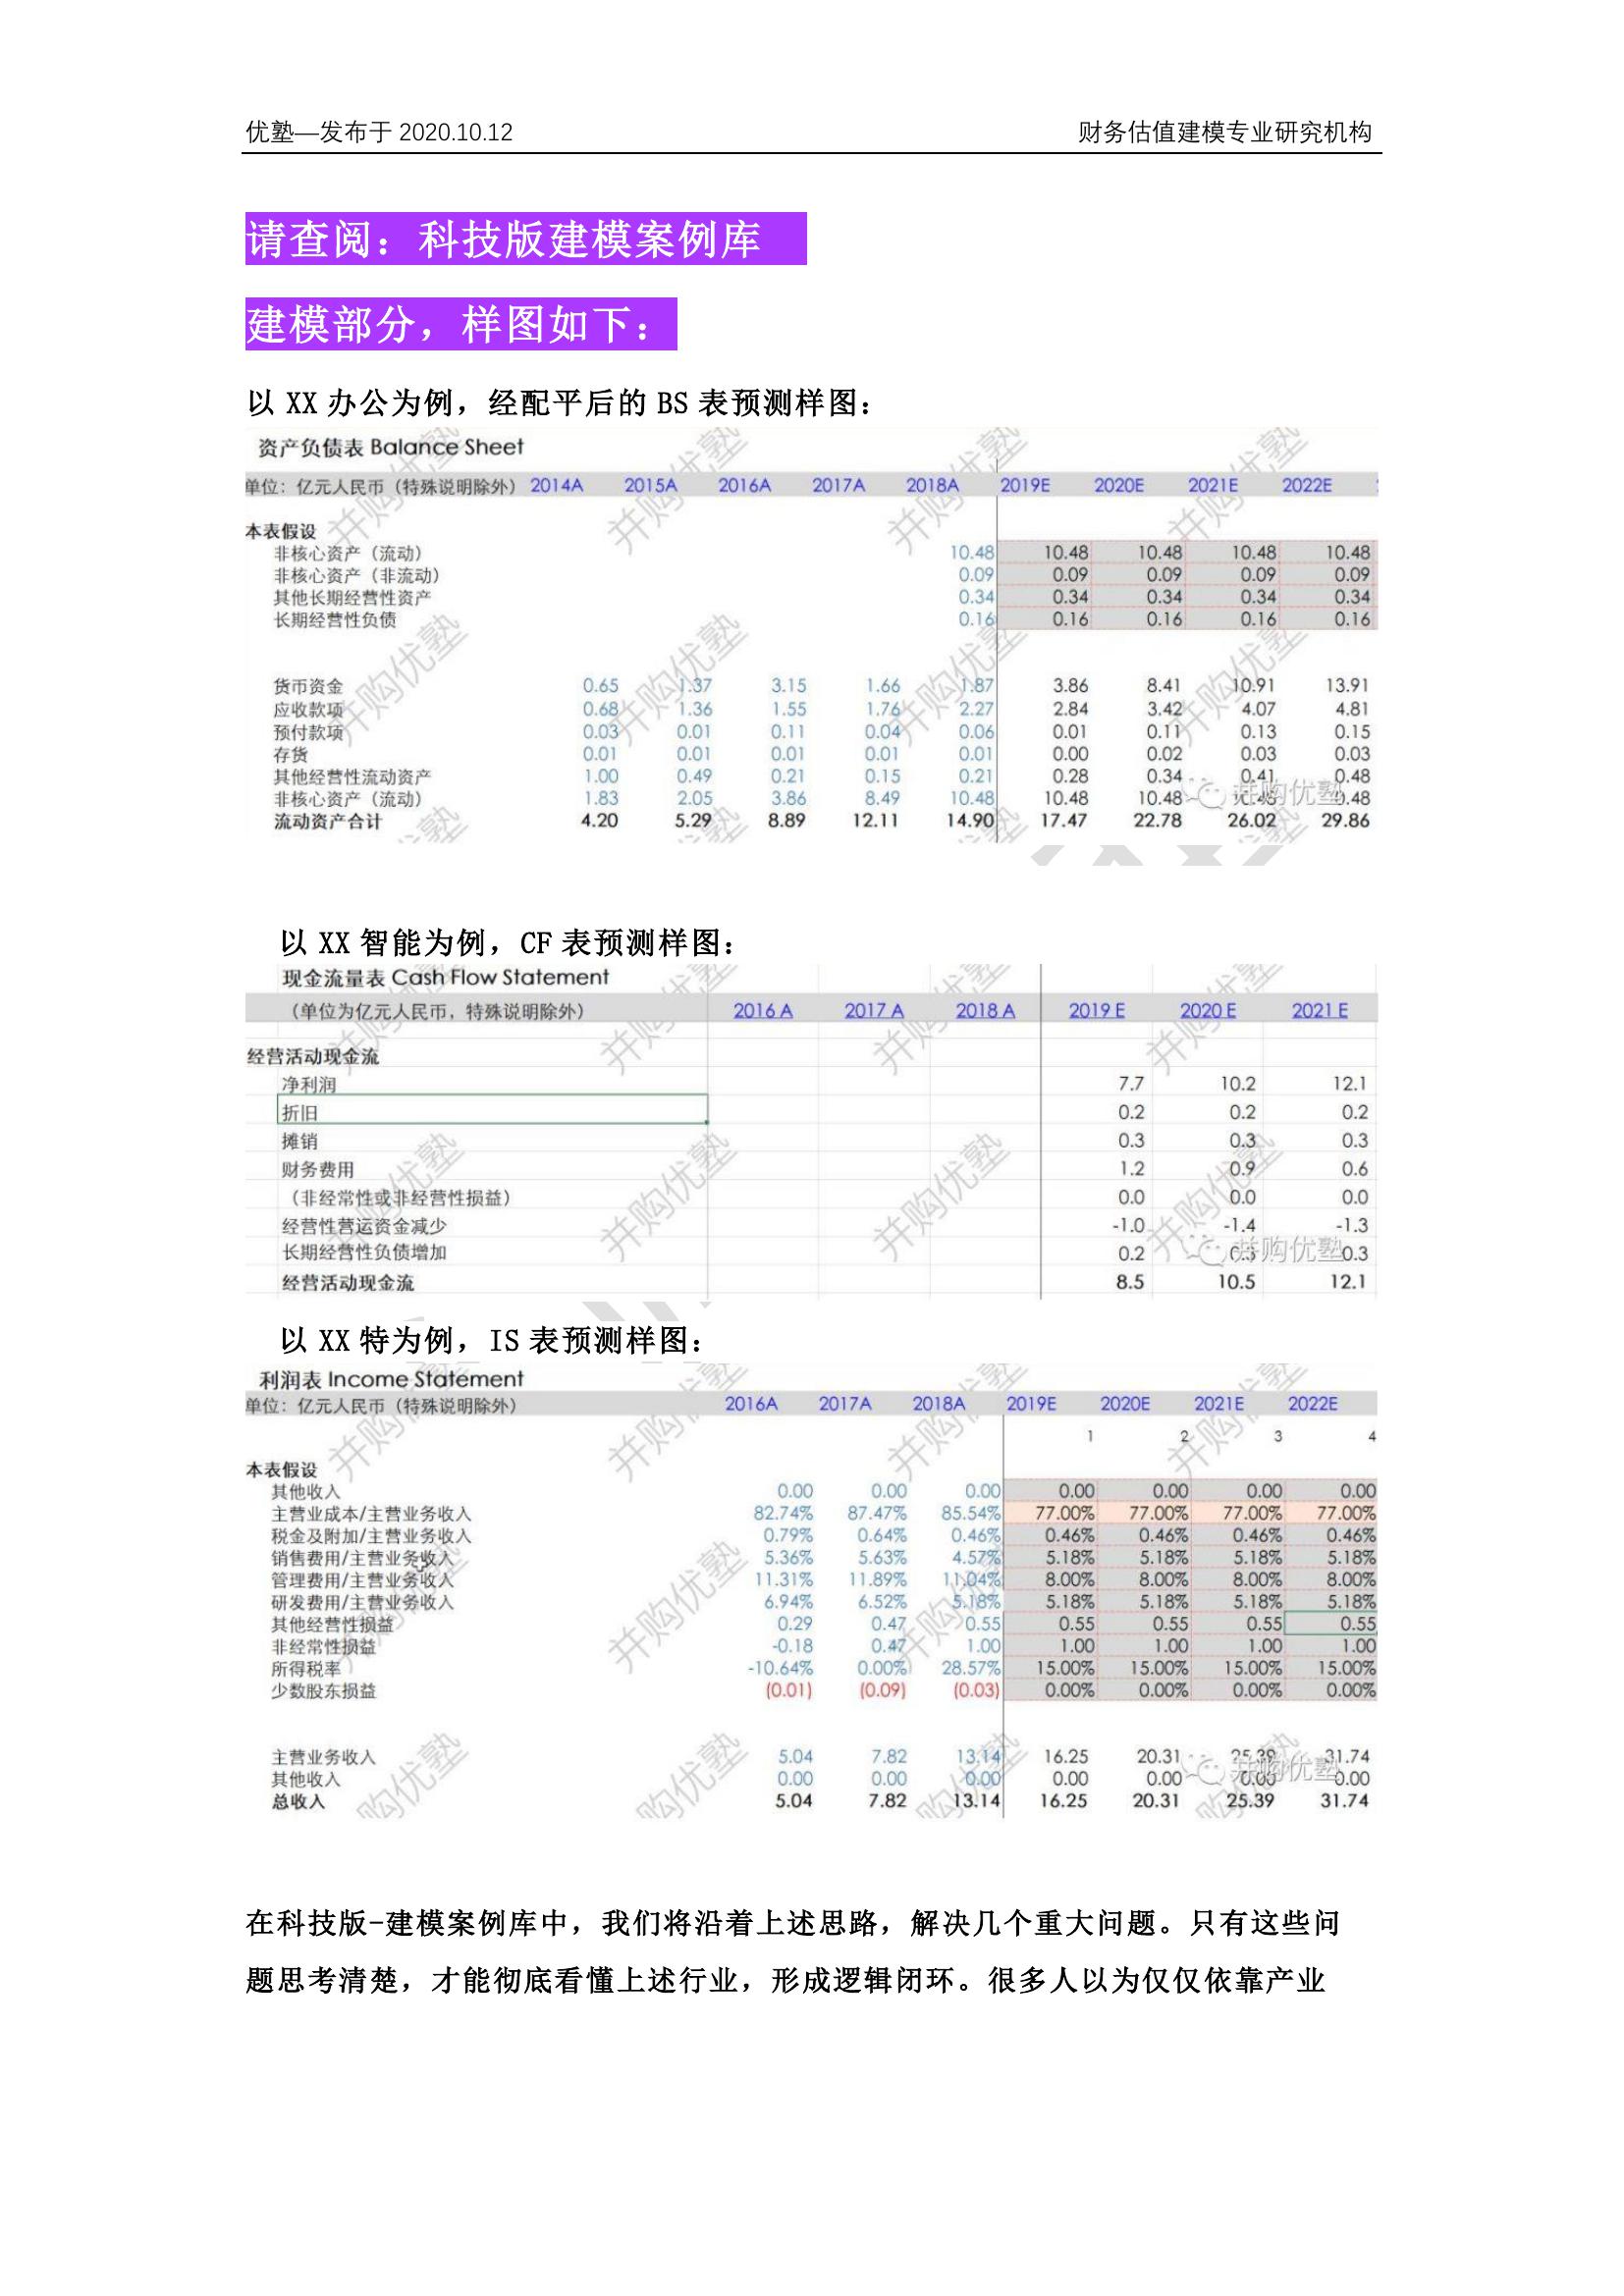 优塾—发布于 2020.10.12 财务估值建模专业研究机构
请查阅：科技版建模案例库
建模部分，样图如下：
以 XX 办公为例，经配平后的 BS 表预测样图：
资产负债表 Balance Sheet
单位：亿元人民币（特殊说明除外） 2014A 2015A 2016A 2017A 2018A 2019E 2020E 2021E 2022E
本表假设
非核心资产（流动） 10.48 10.48 10.48 10.48 10.48
非核心资产（非流动） 0.09 0.09 0.09 0.09 0.09
其他长期经营性资产 0.34 0.34 0.34 0.34 0.34
长期经营性负债 0.16 0.16 0.16 0.16 0.16
货币资金 0.65 1.37 3.15 1.66 1.87 3.86 8.41 10.91 13.91
应收款项 0.68 1.36 1.55 1.76 2.27 2.84 3.42 4.07 4.81
预付款项 0.03 0.01 0.11 0.04 0.06 0.01 0.11 0.13 0.15
存货 0.01 0.01 0.01 0.01 0.01 0.00 0.02 0.03 0.03
其他经营性流动资产 1.00 0.49 0.21 0.15 0.21 0.28 0.34 0.41 0.48
非核心资产（流动） 1.83 2.05 3.86 8.49 10.48 10.48 10.48
流动资产合计 4.20 5.29 8.89 12.11 14.90 17.47 22.78 26.02 29.86
并购优塾
以 XX 智能为例，CF 表预测样图：
现金流量表 Cash Flow Statement
（单位为亿元人民币，特殊说明除外） 2016 A 2017 A 2018 A 2019 E 2020 E 2021 E
经营活动现金流
净利润 7.7 10.2 12.1
折旧 0.2 0.2 0.2
摊销 0.3 0.3 0.3
财务费用 1.2 0.9 0.6
（非经常性或非经营性损益） 0.0 0.0 0.0
经营性营运资金减少 -1.0 -1.4 -1.3
长期经营性负债增加 0.2 0.3
经营活动现金流 8.5 10.5 12.1
并购优塾
以 XX 特为例，IS 表预测样图：
利润表 Income Statement
单位：亿元人民币（特殊说明除外） 2016A 2017A 2018A 2019E 2020E 2021E 2022E
1 2 3 4
本表假设
其他收入 0.00 0.00 0.00 0.00 0.00 0.00 0.00
主营业成本/主营业务收入 82.74% 87.47% 85.54% 77.00% 77.00% 77.00% 77.00%
税金及附加/主营业务收入 0.79% 0.64% 0.46% 0.46% 0.46% 0.46% 0.46%
销售费用/主营业务收入 5.36% 5.63% 4.57% 5.18% 5.18% 5.18% 5.18%
管理费用/主营业务收入 11.31% 11.89% 11.04% 8.00% 8.00% 8.00% 8.00%
研发费用/主营业务收入 6.94% 6.52% 5.18% 5.18% 5.18% 5.18% 5.18%
其他经营性损益 0.29 0.47 0.55 0.55 0.55 0.55 0.55
非经常性损益 -0.18 0.47 1.00 1.00 1.00 1.00 1.00
所得税率 -10.64% 0.00% 28.57% 15.00% 15.00% 15.00% 15.00%
少数股东损益 (0.01) (0.09) (0.03) 0.00% 0.00% 0.00% 0.00%
主营业务收入 5.04 7.82 13.14 16.25 20.31 25.39 31.74
其他收入 0.00 0.00 0.00 0.00 0.00 0.00 0.00
总收入 5.04 7.82 13.14 16.25 20.31 25.39 31.74
并购优塾
在科技版-建模案例库中，我们将沿着上述思路，解决几个重大问题。只有这些问
题思考清楚，才能彻底看懂上述行业，形成逻辑闭环。很多人以为仅仅依靠产业